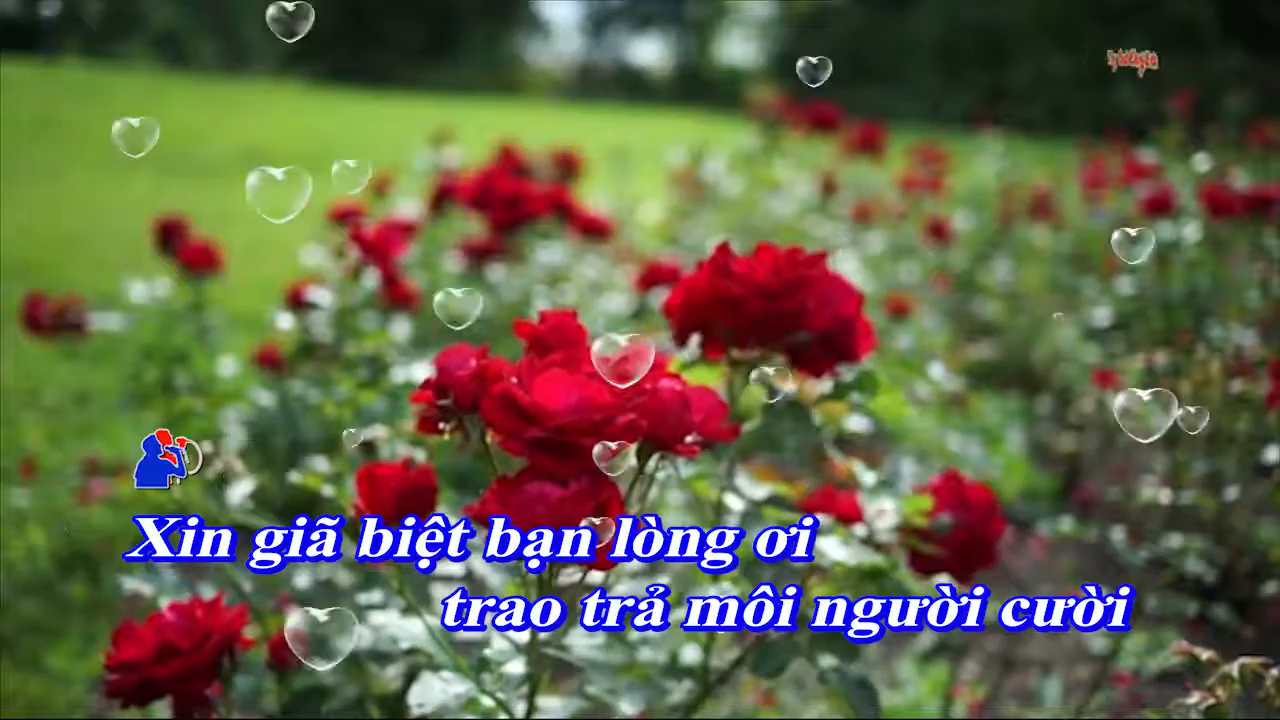 Xin giã biệt bạn lòng ơi
trao trả môi người cười